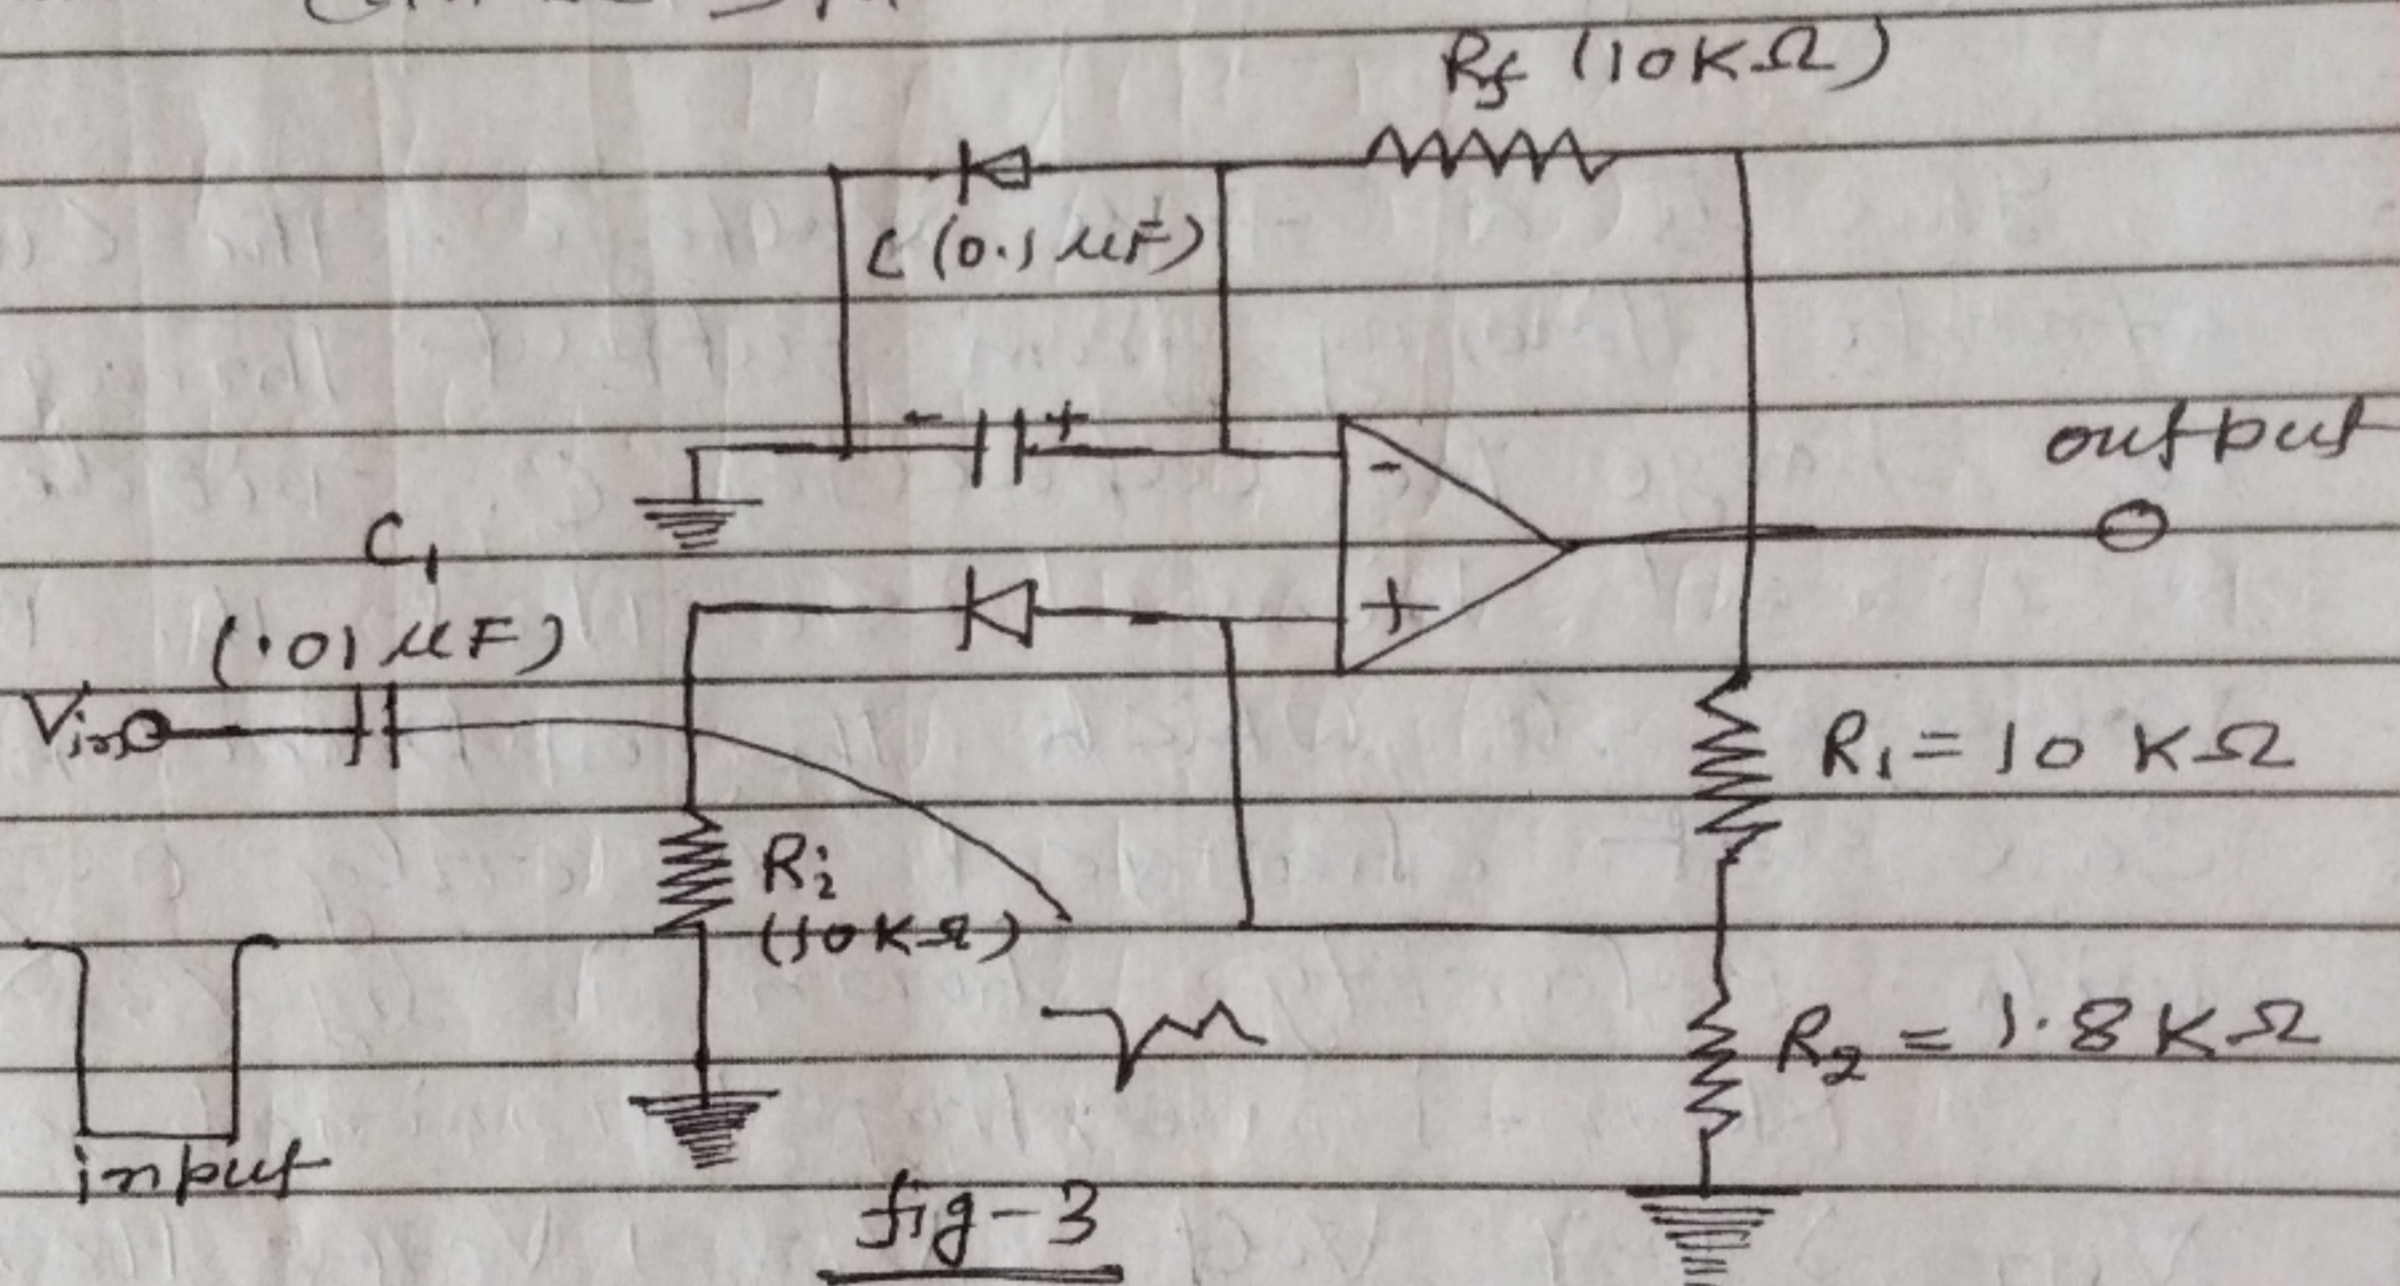 Rf (10KΩ)
C (0.1 μF)
- +
output
-
C1
+
(.01 μF)
Vin
R1 = 10 KΩ
Ri
(10KΩ)
R2 = 1.8 KΩ
input
fig-3